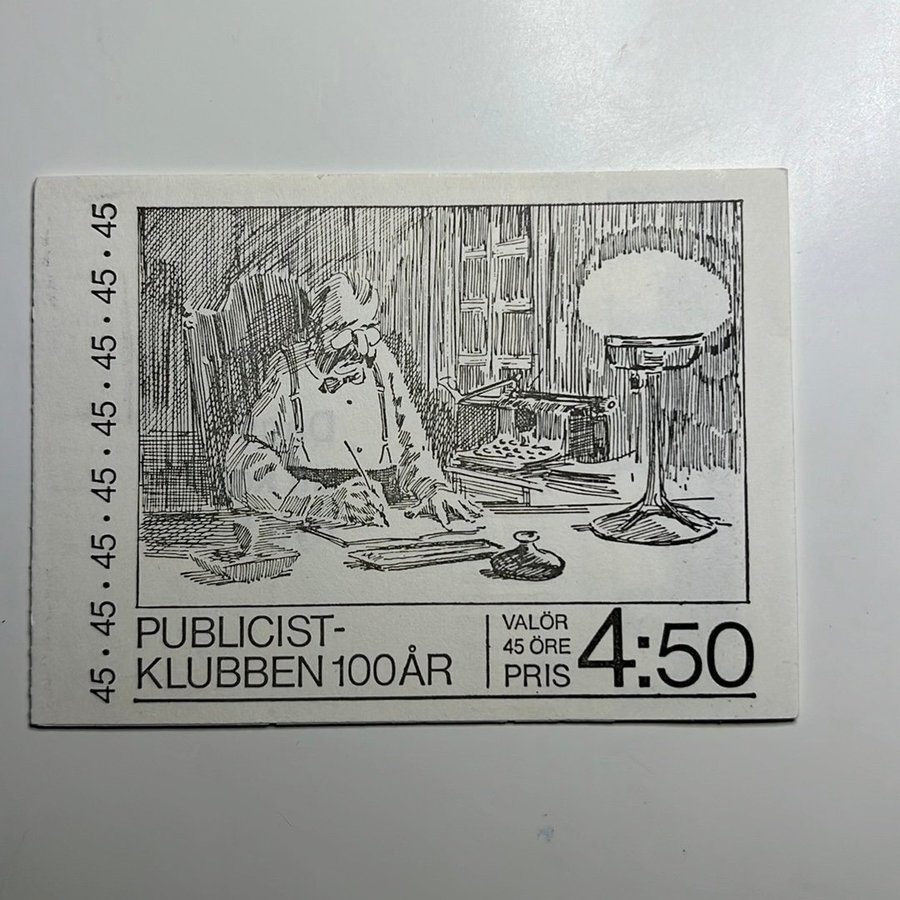 45 · 45 · 45 · 45 · 45 · 45 · 45 · 45
PUBLICIST-
KLUBBEN 100 ÅR
VALÖR
45 ÖRE
PRIS 4:50